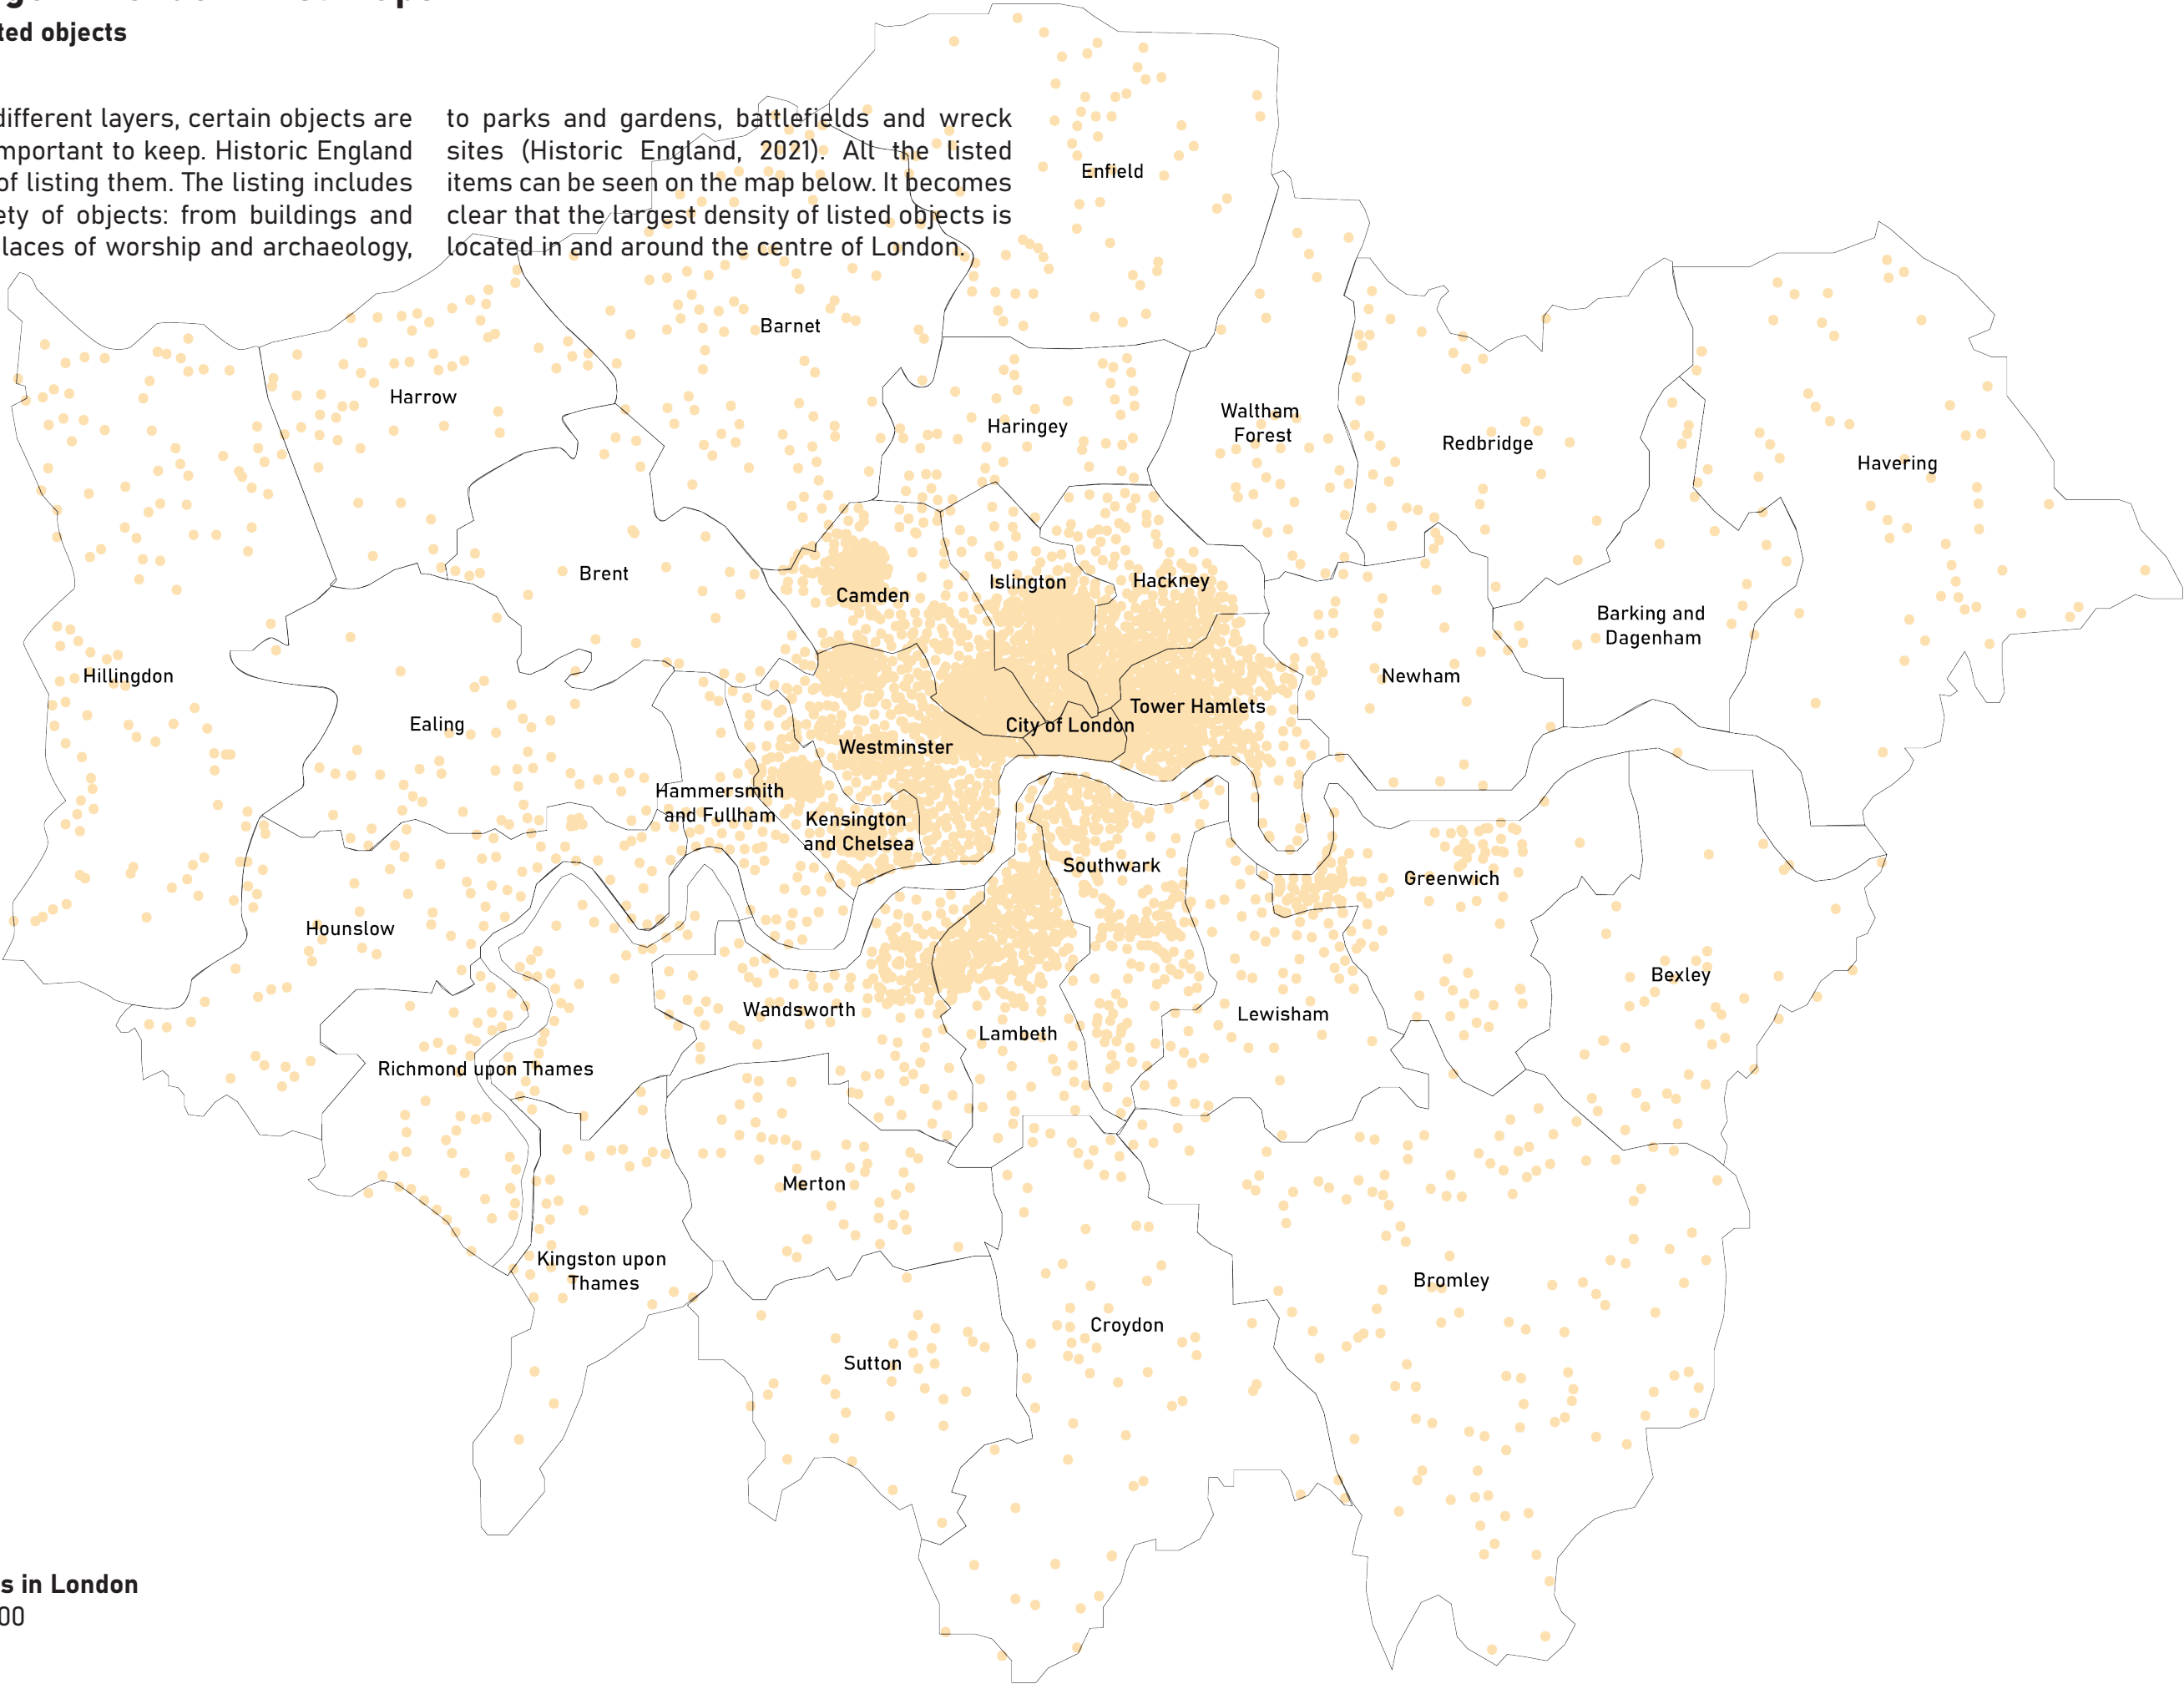 ted objects
different layers, certain objects are
mportant to keep. Historic England
of listing them. The listing includes
ety of objects: from buildings and
laces of worship and archaeology,
to parks and gardens, battlefields and wreck
sites (Historic England, 2021). All the listed
items can be seen on the map below. It becomes
clear that the largest density of listed objects is
located in and around the centre of London.
Enfield
Barnet
Harrow
Haringey
Waltham
Forest
Redbridge
Havering
Brent
Camden
Islington
Hackney
Barking and
Dagenham
Hillingdon
Ealing
Newham
Tower Hamlets
City of London
Westminster
Hammersmith
and Fullham
Kensington
and Chelsea
Southwark
Greenwich
Hounslow
Bexley
Wandsworth
Lambeth
Lewisham
Richmond upon Thames
Merton
Kingston upon
Thames
Bromley
Croydon
Sutton
s in London
00